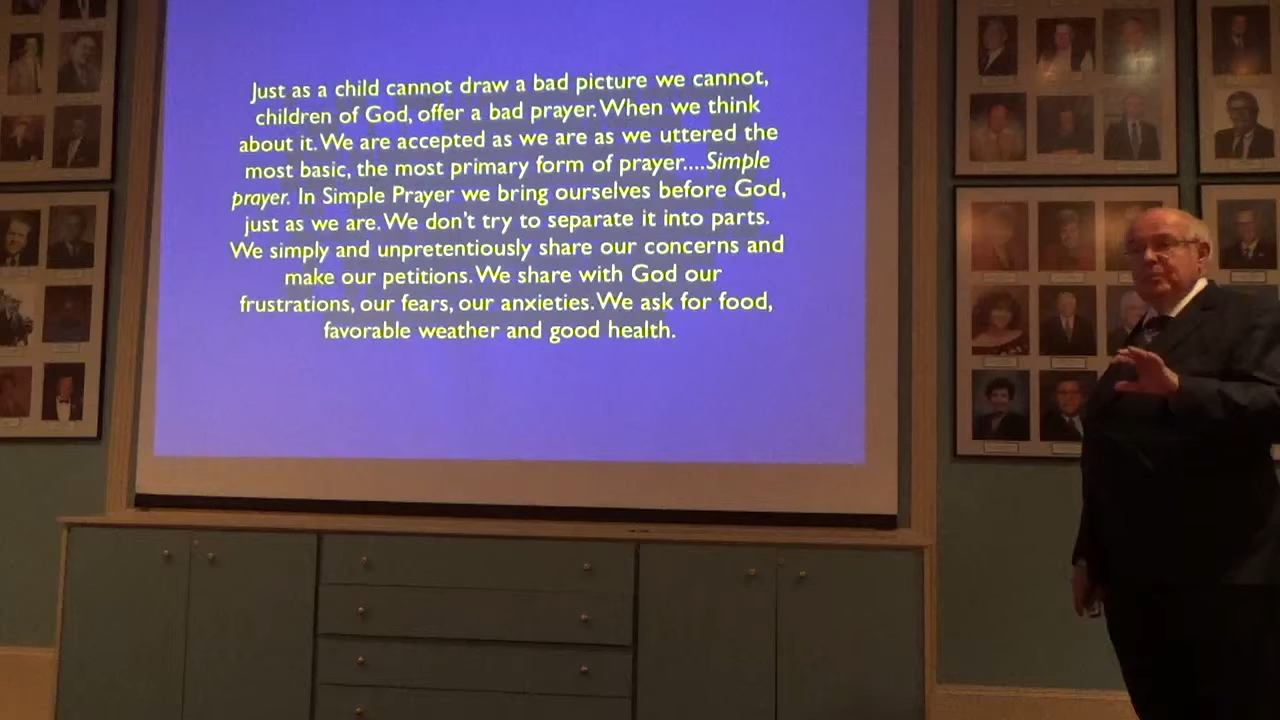 Just as a child cannot draw a bad picture we cannot,
children of God, offer a bad prayer. When we think
about it. We are accepted as we are as we uttered the
most basic, the most primary form of prayer....Simple
prayer. In Simple Prayer we bring ourselves before God,
just as we are. We don't try to separate it into parts.
We simply and unpretentiously share our concerns and
make our petitions. We share with God our
frustrations, our fears, our anxieties. We ask for food,
favorable weather and good health.